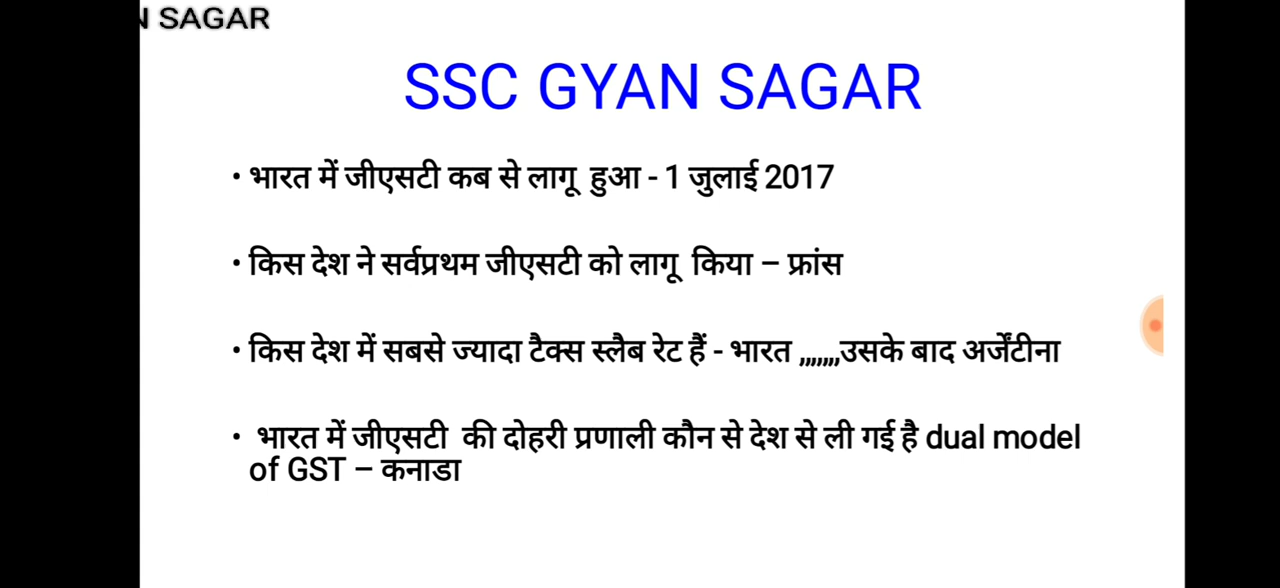 N SAGAR
SSC GYAN SAGAR
• भारत में जीएसटी कब से लागू हुआ - 1 जुलाई 2017
• किस देश ने सर्वप्रथम जीएसटी को लागू किया – फ्रांस
• किस देश में सबसे ज्यादा टैक्स स्लैब रेट हैं - भारत ,,,,,,,उसके बाद अर्जेंटीना
• भारत में जीएसटी की दोहरी प्रणाली कौन से देश से ली गई है dual model
of GST – कनाडा